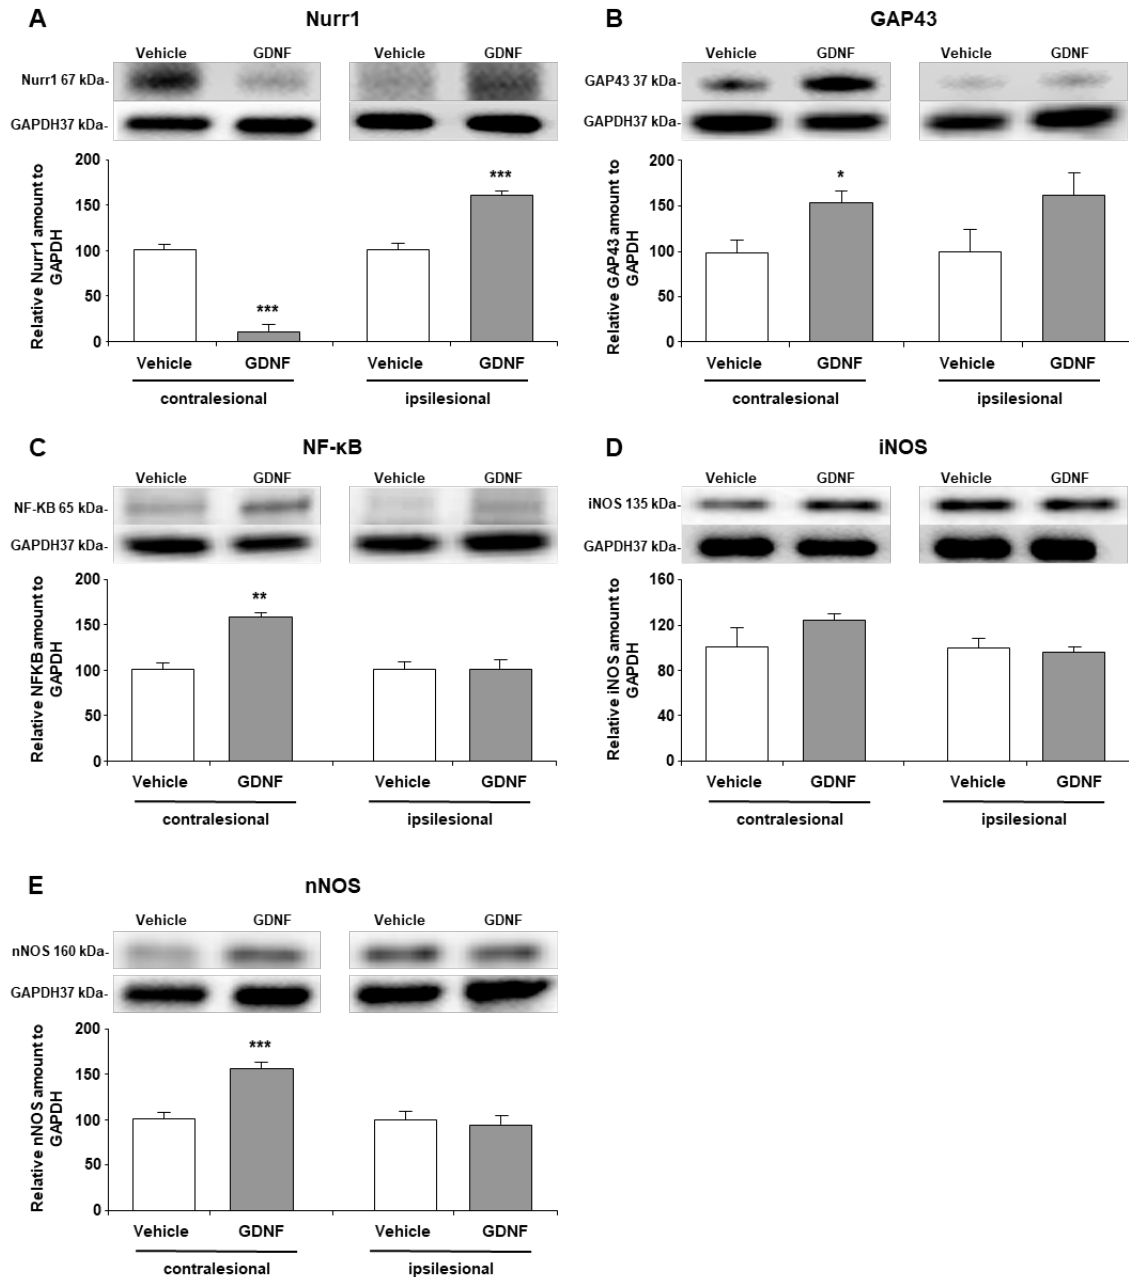 A
Nurr1
Vehicle GDNF Vehicle GDNF
Nurr1 67 kDa-
GAPDH37 kDa-
Relative Nurr1 amount to
GAPDH
200
150
100
50
0
***
***
Vehicle GDNF Vehicle GDNF
contralesional ipsilesional
B
GAP43
Vehicle GDNF Vehicle GDNF
GAP43 37 kDa-
GAPDH37 kDa-
Relative GAP43 amount to
GAPDH
200
150
100
50
0
*
Vehicle GDNF Vehicle GDNF
contralesional ipsilesional
C
NF-κB
Vehicle GDNF Vehicle GDNF
NF-KB 65 kDa-
GAPDH37 kDa-
Relative NFKB amount to
GAPDH
200
150
100
50
0
**
Vehicle GDNF Vehicle GDNF
contralesional ipsilesional
D
iNOS
Vehicle GDNF Vehicle GDNF
iNOS 135 kDa-
GAPDH37 kDa-
Relative iNOS amount to
GAPDH
160
120
80
40
0
Vehicle GDNF Vehicle GDNF
contralesional ipsilesional
E
nNOS
Vehicle GDNF Vehicle GDNF
nNOS 160 kDa-
GAPDH37 kDa-
Relative nNOS amount to
GAPDH
200
150
100
50
0
***
Vehicle GDNF Vehicle GDNF
contralesional ipsilesional